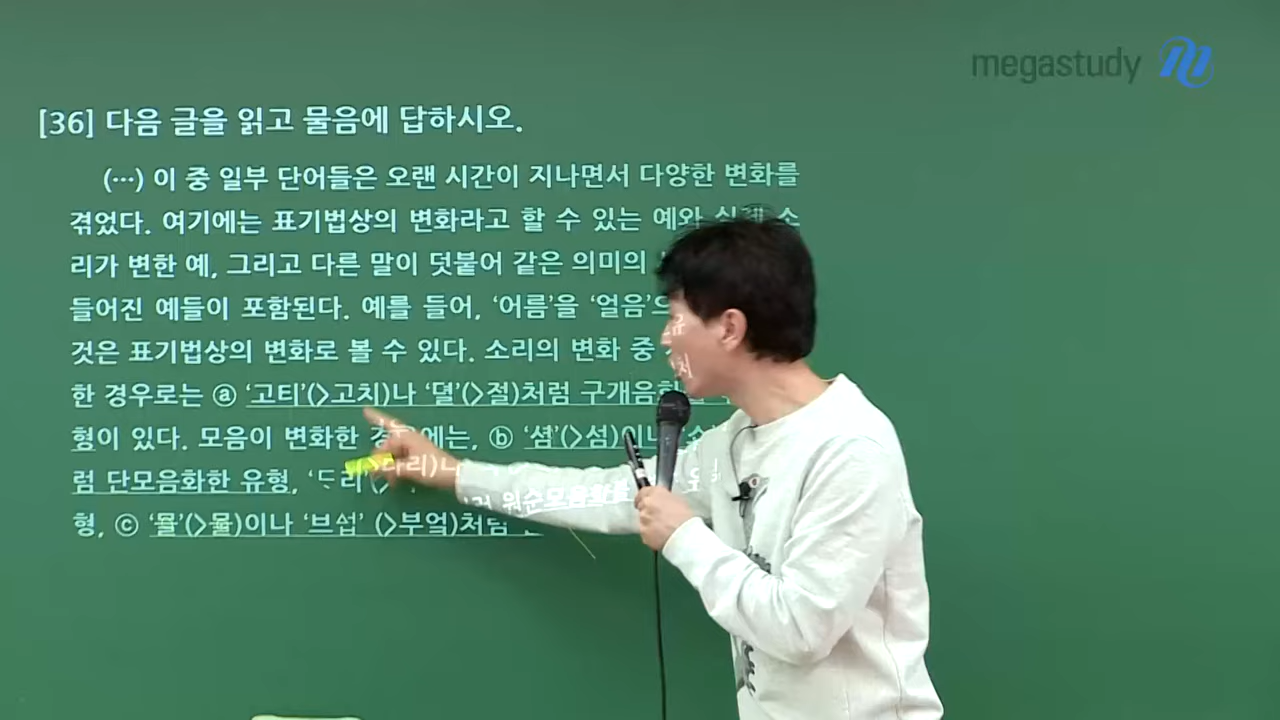 megastudy
[36] 다음 글을 읽고 물음에 답하시오.
(…) 이 중 일부 단어들은 오랜 시간이 지나면서 다양한 변화를
겪었다. 여기에는 표기법상의 변화라고 할 수 있는 예와 실제 소
리가 변한 예, 그리고 다른 말이 덧붙어 같은 의미의
들어진 예들이 포함된다. 예를 들어, ‘어름’을 ‘얼음’으
것은 표기법상의 변화로 볼 수 있다. 소리의 변화 중
한 경우로는 ⓐ ‘고티’(>고치)나 ‘뎔’(>절)처럼 구개음화
형이 있다. 모음이 변화한 경우에는, ⓑ ‘셤’(>섬)이나
럼 단모음화한 유형,
원순모음화
형, ⓒ ‘믈’(>물)이나 ‘브섭’ (>부엌)처럼